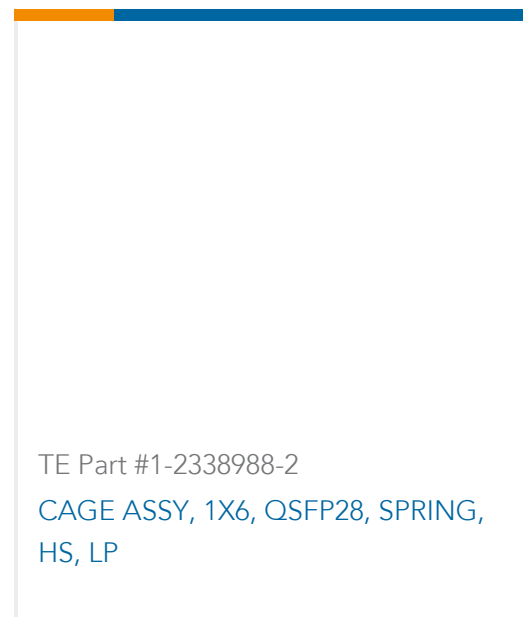 TE Part #1-2338988-2
CAGE ASSY, 1X6, QSFP28, SPRING,
HS, LP